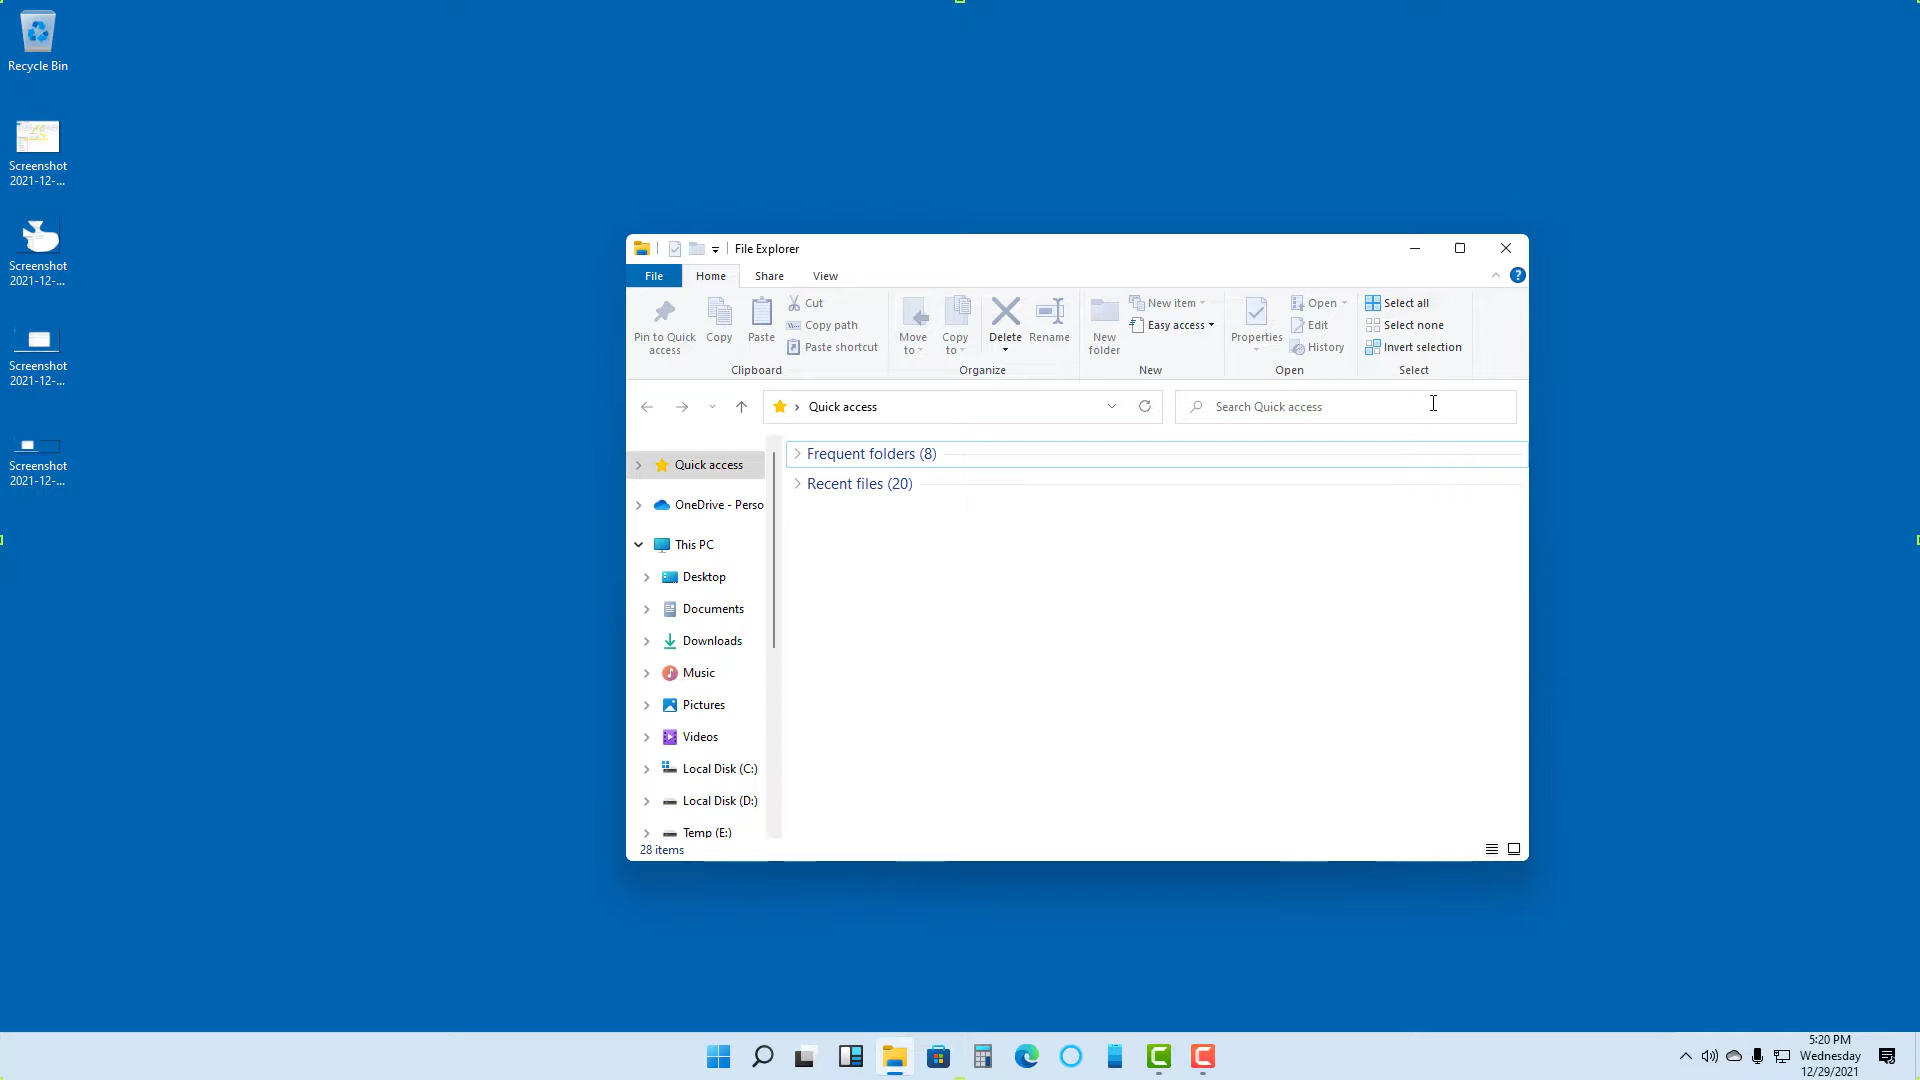 Recycle Bin
Screenshot
2021-12-...
Screenshot
2021-12-...
Screenshot
2021-12-...
Screenshot
2021-12-...
File Explorer
File
Home
Share
View
Pin to Quick
access
Copy
Paste
Cut
Copy path
Paste shortcut
Clipboard
Move
to
Copy
to
Delete
Rename
Organize
New
folder
New item
Easy access
New
Properties
Open
Edit
History
Open
Select all
Select none
Invert selection
Select
Quick access
Search Quick access
Quick access
OneDrive - Perso
This PC
Desktop
Documents
Downloads
Music
Pictures
Videos
Local Disk (C:)
Local Disk (D:)
Temp (E:)
Frequent folders (8)
Recent files (20)
28 items
5:20 PM
Wednesday
12/29/2021